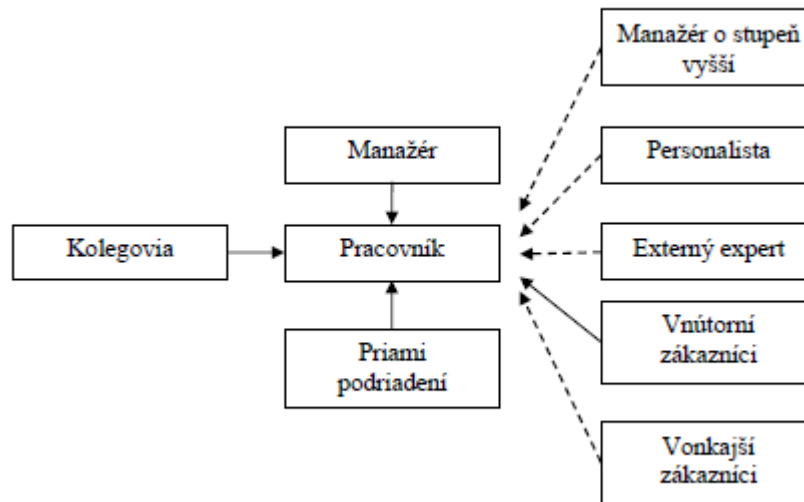 Manažér o stupeň
vyšší
Manažér
Personalista
Kolegovia
Pracovník
Externý expert
Priami
podriadení
Vnútorní
zákazníci
Vonkajší
zákazníci